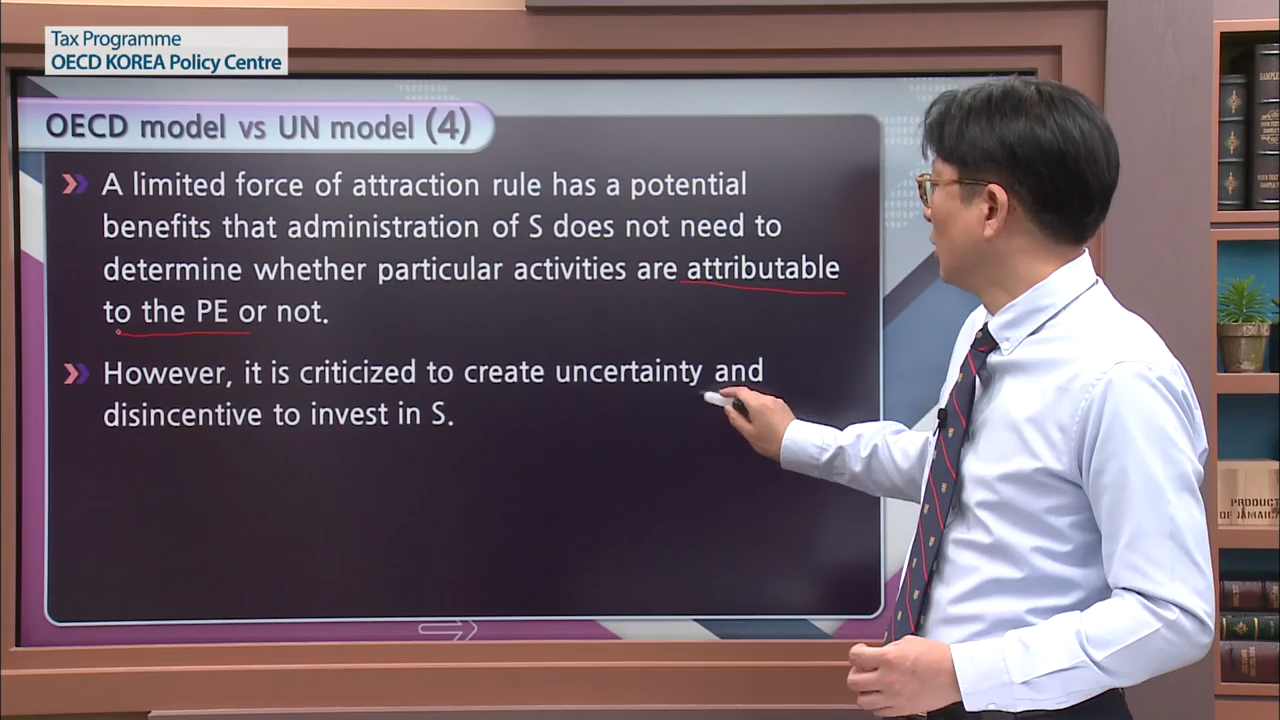 Tax Programme
OECD KOREA Policy Centre
OECD model vs UN model (4)
A limited force of attraction rule has a potential
benefits that administration of S does not need to
determine whether particular activities are attributable
to the PE or not.
However, it is criticized to create uncertainty and
disincentive to invest in S.
SAMPLE
PRODUCT
OF JAMAICA